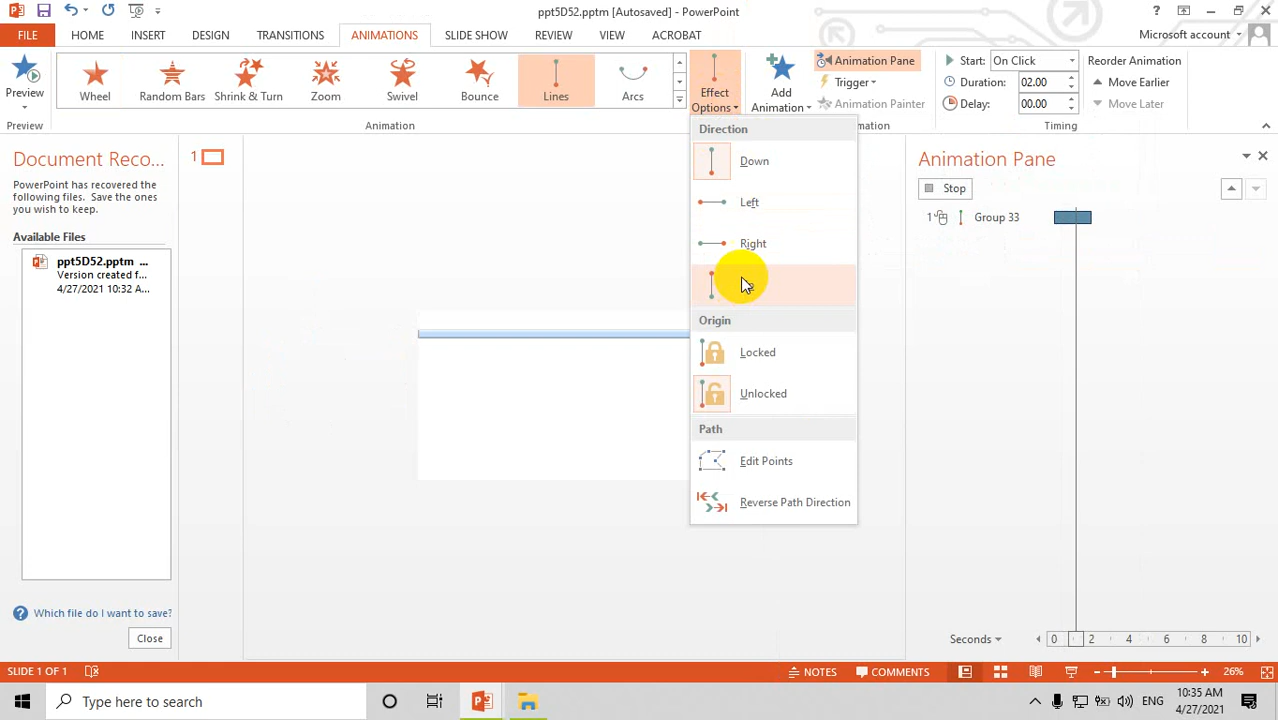 ppt5D52.pptm [Autosaved] - PowerPoint
?
FILE HOME INSERT DESIGN TRANSITIONS ANIMATIONS SLIDE SHOW REVIEW VIEW ACROBAT Microsoft account
Preview
Wheel Random Bars Shrink & Turn Zoom Swivel Bounce Lines Arcs
Effect Options
Add Animation
Animation Pane
Trigger
Animation Painter
Start: On Click
Duration: 02.00
Delay: 00.00
Reorder Animation
Move Earlier
Move Later
Preview Animation mation Timing
Document Reco...
PowerPoint has recovered the
following files. Save the ones
you wish to keep.
Available Files
ppt5D52.pptm ...
Version created f...
4/27/2021 10:32 A...
Which file do I want to save?
Close
1
Direction
Down
Left
Right
Origin
Locked
Unlocked
Path
Edit Points
Reverse Path Direction
Animation Pane
Stop
1 Group 33
Seconds 0 2 4 6 8 10
SLIDE 1 OF 1 NOTES COMMENTS 26%
Type here to search
ENG
10:35 AM
4/27/2021